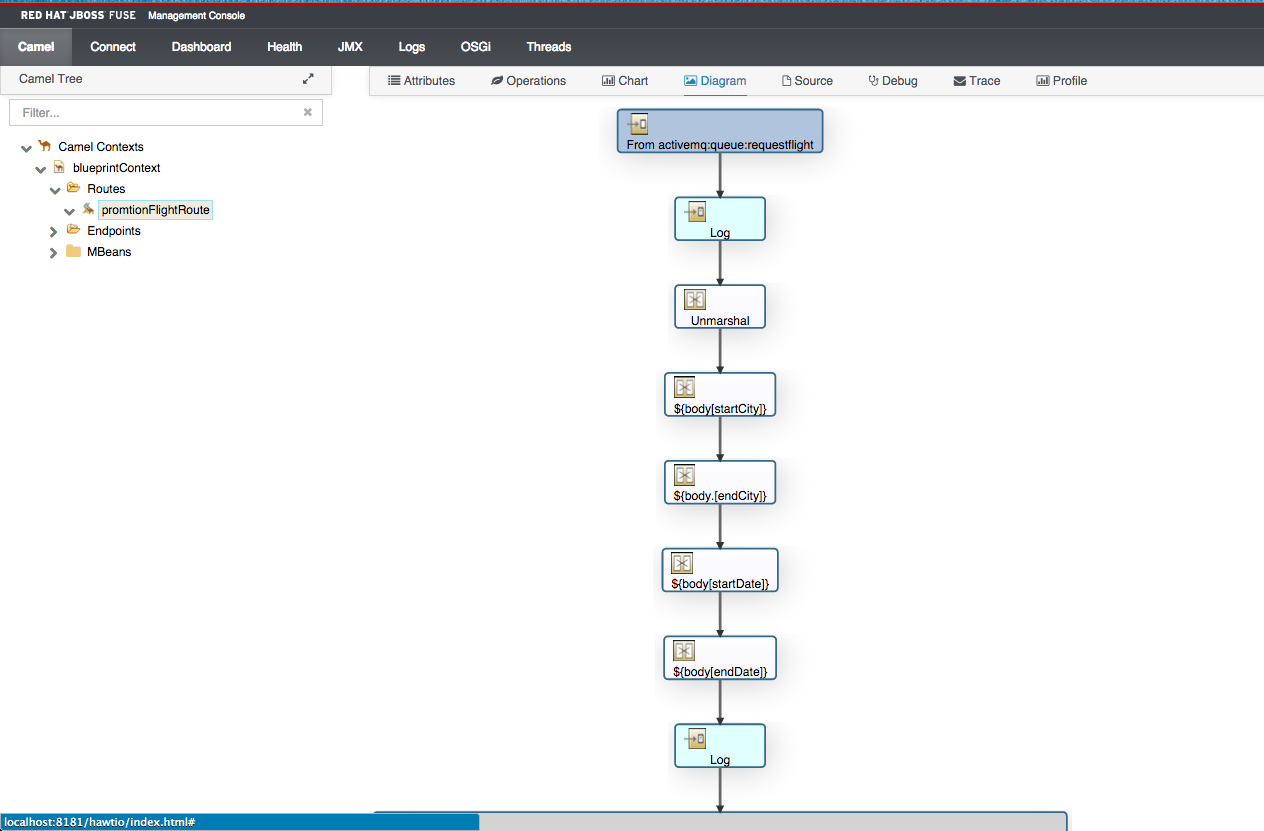 RED HAT JBOSS FUSE Management Console
Camel Connect Dashboard Health JMX Logs OSGi Threads
Camel Tree
Attributes Operations Chart Diagram Source Debug Trace Profile
Filter...
Camel Contexts
blueprintContext
Routes
promtionFlightRoute
Endpoints
MBeans
From activemq:queue:requestflight
Log
Unmarshal
${body[startCity]}
${body.[endCity]}
${body[startDate]}
${body[endDate]}
Log
localhost:8181/hawtio/index.html#